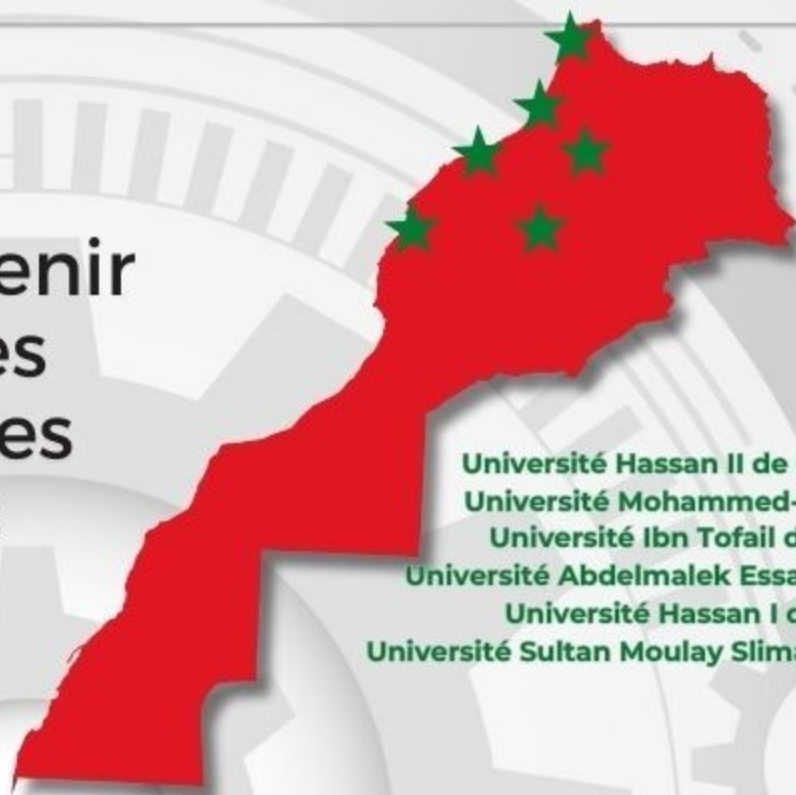 enir
es
es
Université Hassan II de
Université Mohammed-
Université Ibn Tofail d
Université Abdelmalek Essa
Université Hassan I d
Université Sultan Moulay Slima